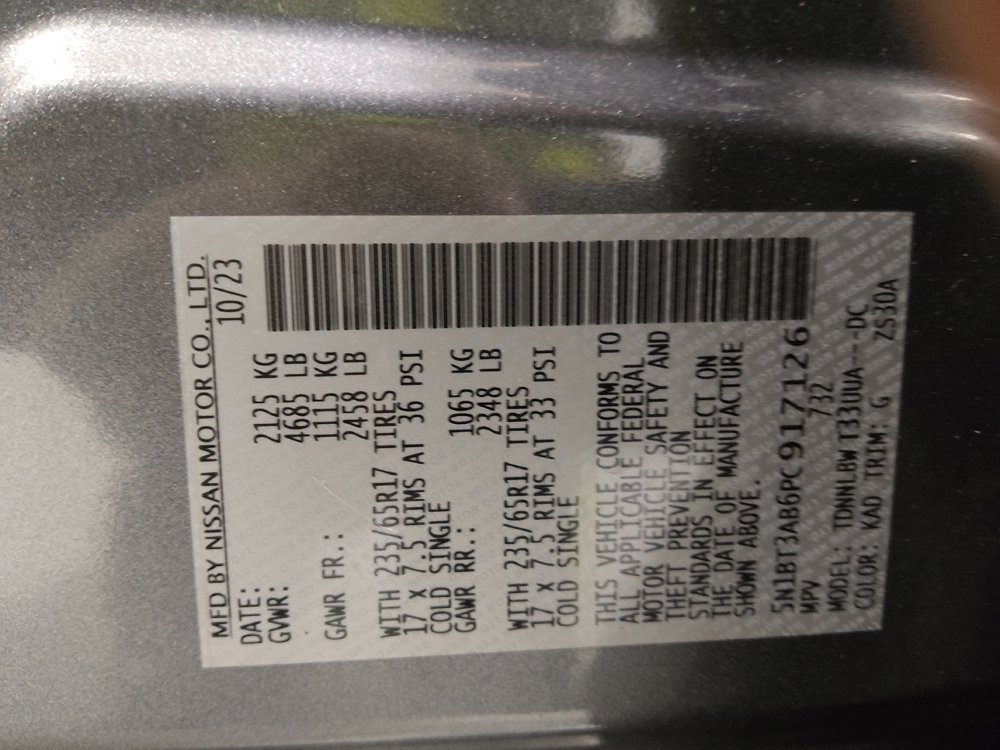 MFD BY NISSAN MOTOR CO., LTD.
DATE: 10/23
GVWR: 2125 KG
4685 LB
GAWR FR.: 1115 KG
2458 LB
WITH 235/65R17 TIRES
17 X 7.5 RIMS AT 36 PSI
COLD SINGLE
GAWR RR.: 1065 KG
2348 LB
WITH 235/65R17 TIRES
17 X 7.5 RIMS AT 33 PSI
COLD SINGLE
THIS VEHICLE CONFORMS TO
ALL APPLICABLE FEDERAL
MOTOR VEHICLE SAFETY AND
THEFT PREVENTION
STANDARDS IN EFFECT ON
THE DATE OF MANUFACTURE
SHOWN ABOVE.
5N1BT3AB6PC917126
MPV 732
MODEL: TDNNLBWT33UUA---DC
COLOR: KAD TRIM: G ZS30A